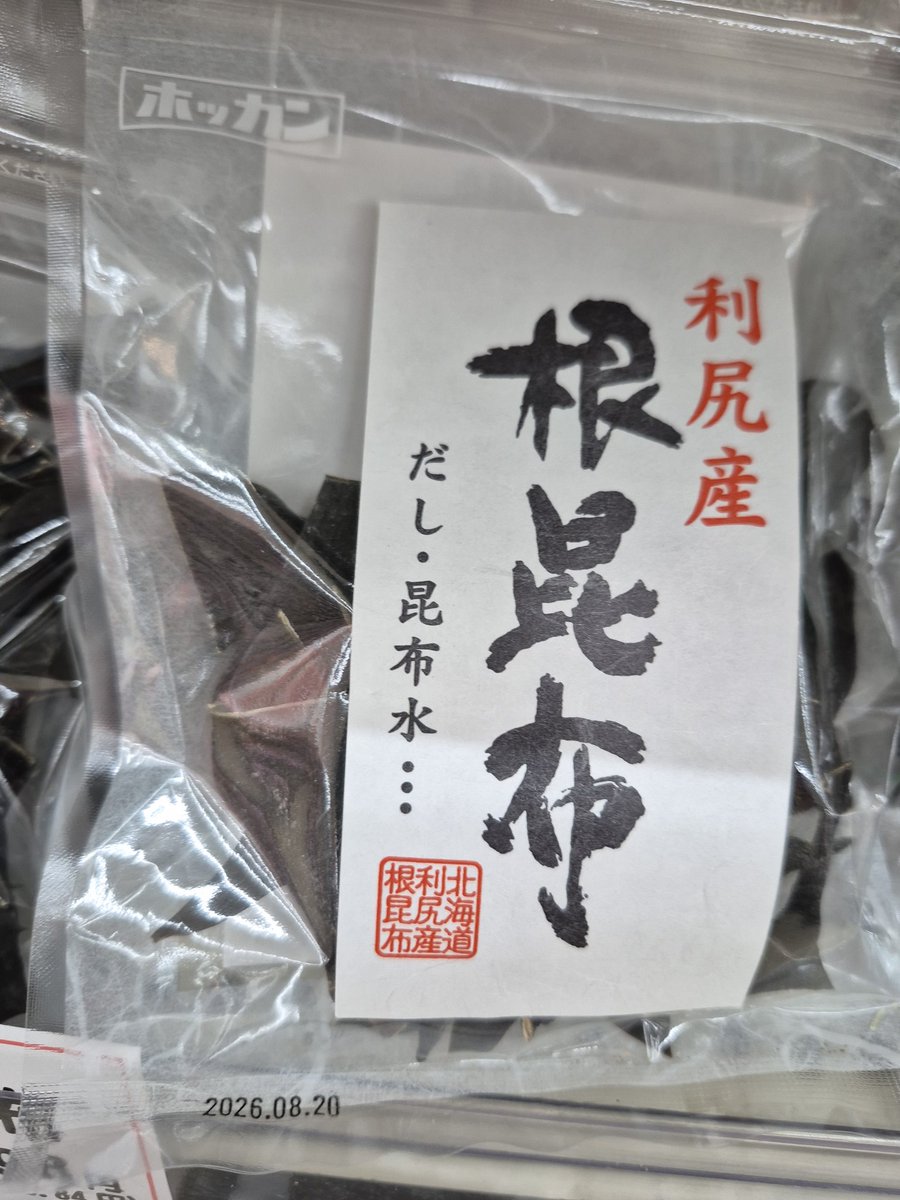 ホッカン
利尻産
根昆布
だし・昆布水・・・
北海道
利尻産
根昆布
2026.08.20